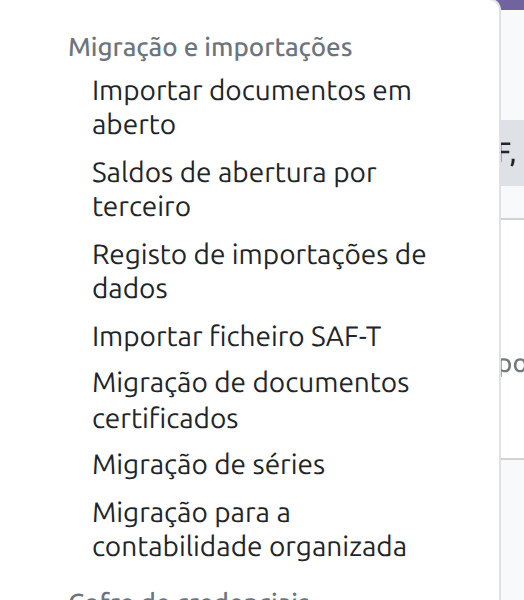 Migração e importações
Importar documentos em
aberto
Saldos de abertura por
terceiro
Registo de importações de
dados
Importar ficheiro SAF-T
Migração de documentos
certificados
Migração de séries
Migração para a
contabilidade organizada